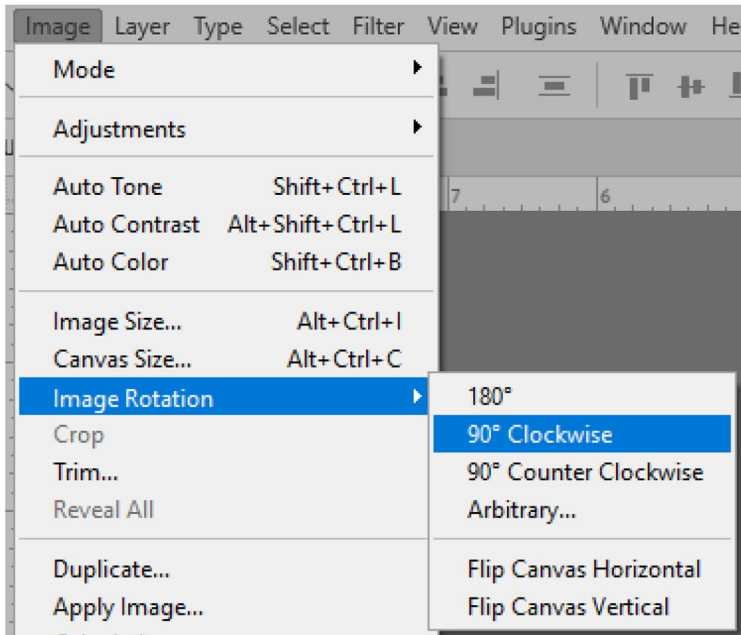 Image Layer Type Select Filter View Plugins Window He
Mode
Adjustments
Auto Tone Shift+Ctrl+L
7 6
Auto Contrast Alt+Shift+Ctrl+L
Auto Color Shift+Ctrl+B
Image Size... Alt+Ctrl+I
Canvas Size... Alt+Ctrl+C
Image Rotation
Crop
Trim...
Reveal All
Duplicate...
Apply Image...
180°
90° Clockwise
90° Counter Clockwise
Arbitrary...
Flip Canvas Horizontal
Flip Canvas Vertical